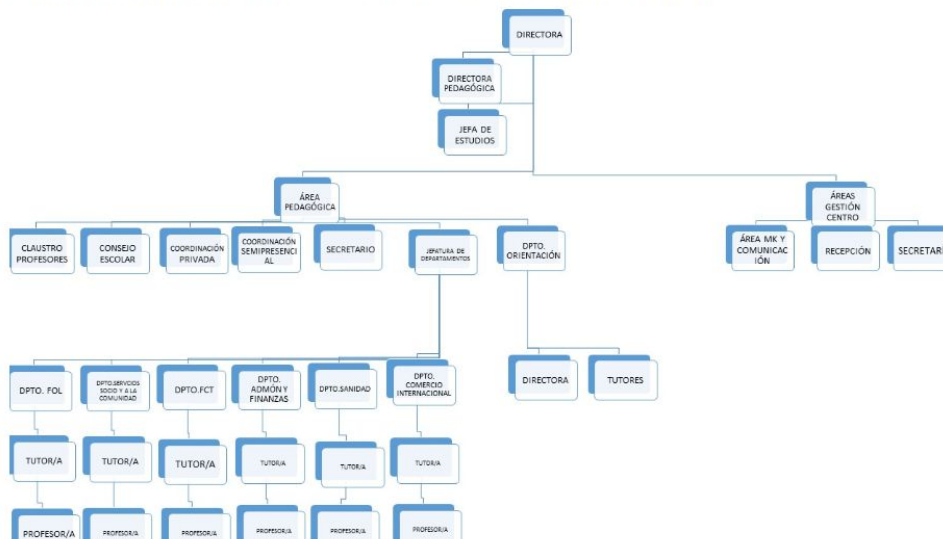 DIRECTORA
DIRECTORA
PEDAGÓGICA
JEFA DE
ESTUDIOS
ÁREA
PEDAGÓGICA
ÁREAS
GESTIÓN
CENTRO
CLAUSTRO
PROFESORES
CONSEJO
ESCOLAR
COORDINACIÓN
PRIVADA
COORDINACIÓN
SEMIPRESENCI
AL
SECRETARIO
JEFATURA DE
DEPARTAMENTOS
DPTO.
ORIENTACIÓN
ÁREA MK Y
COMUNICAC
IÓN
RECEPCIÓN
SECRETARI
DPTO. FOL
DPTO.SERVICIOS
SOCIO Y A LA
COMUNIDAD
DPTO.FCT
DPTO.
ADMÓN Y
FINANZAS
DPTO.SANIDAD
DPTO.
COMERCIO
INTERNACIONAL
DIRECTORA
TUTORES
TUTOR/A
TUTOR/A
TUTOR/A
TUTOR/A
TUTOR/A
TUTOR/A
PROFESOR/A
PROFESOR/A
PROFESOR/A
PROFESOR/A
PROFESOR/A
PROFESOR/A